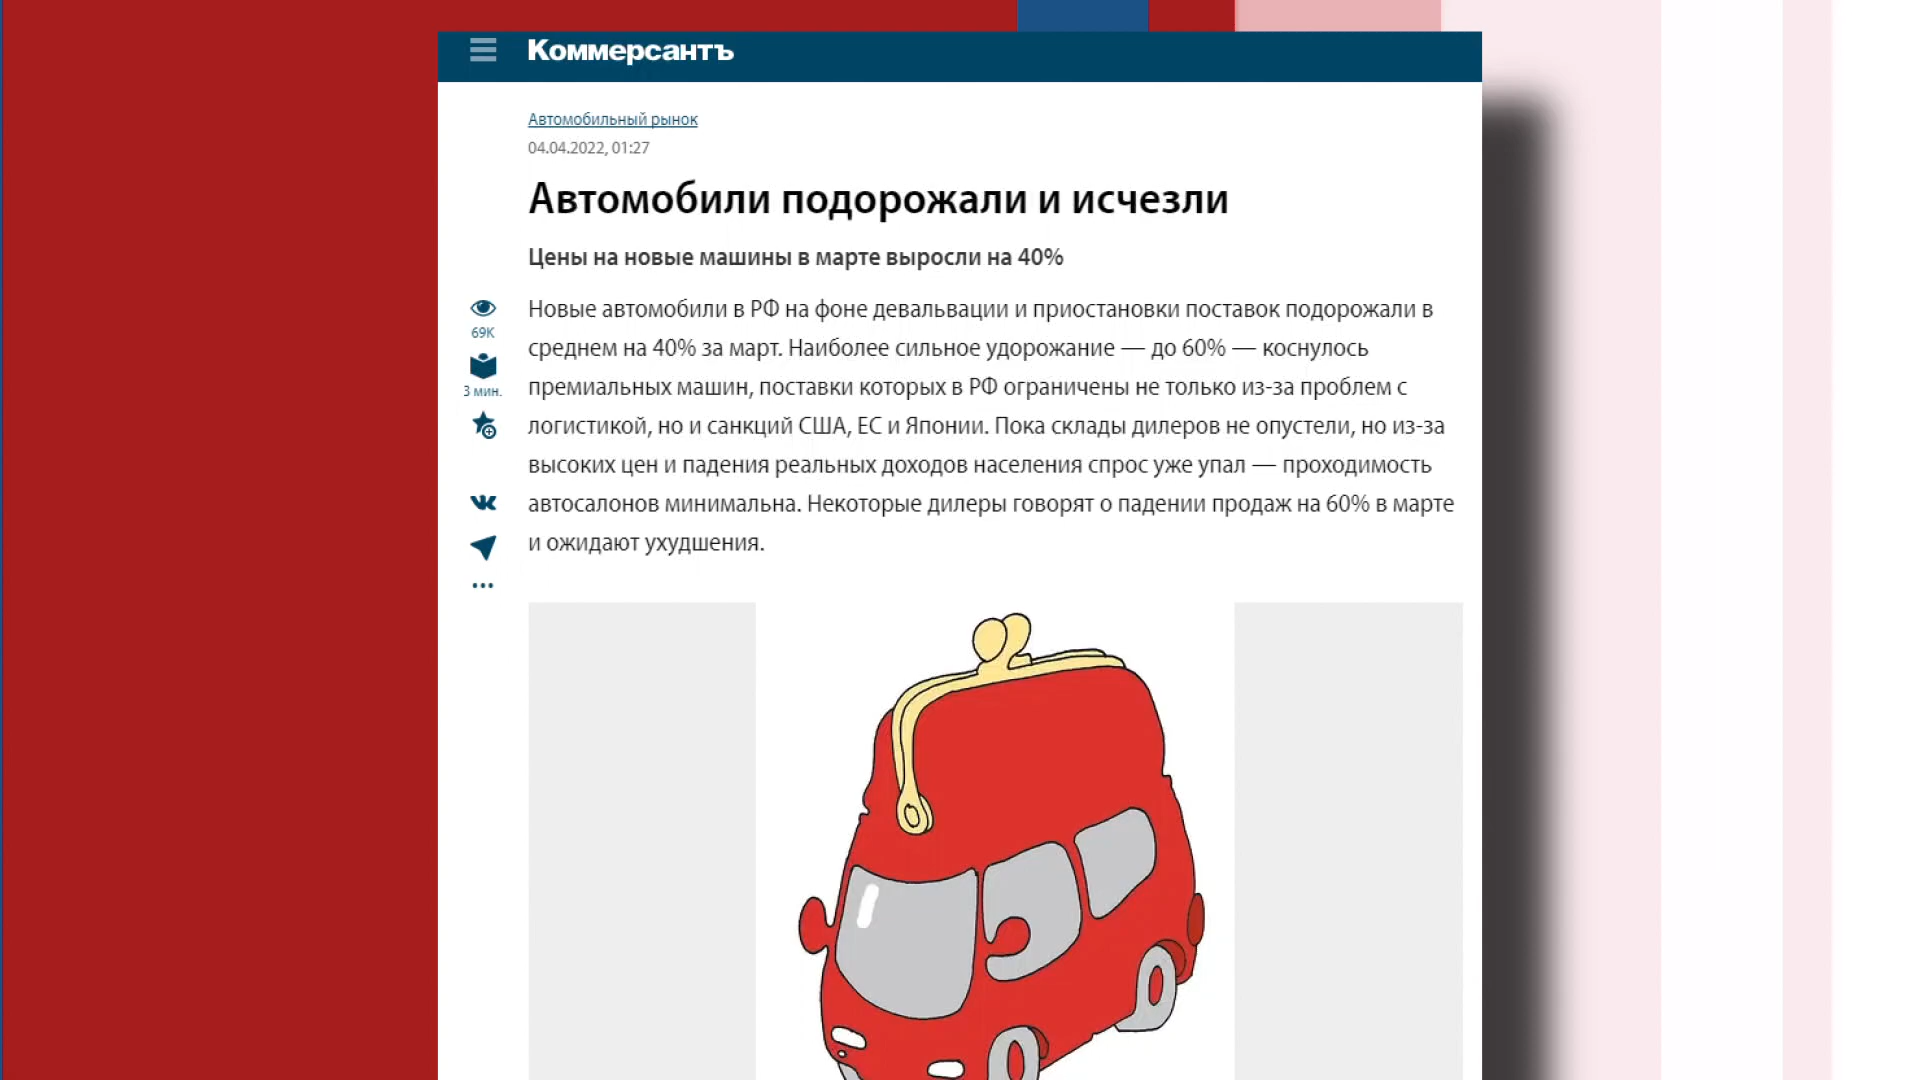 Коммерсантъ
Автомобильный рынок
04.04.2022, 01:27
Автомобили подорожали и исчезли
Цены на новые машины в марте выросли на 40%
Новые автомобили в РФ на фоне девальвации и приостановки поставок подорожали в
среднем на 40% за март. Наиболее сильное удорожание — до 60% — коснулось
премиальных машин, поставки которых в РФ ограничены не только из-за проблем с
логистикой, но и санкций США, ЕС и Японии. Пока склады дилеров не опустели, но из-за
высоких цен и падения реальных доходов населения спрос уже упал — проходимость
автосалонов минимальна. Некоторые дилеры говорят о падении продаж на 60% в марте
и ожидают ухудшения.
69K
3 мин.